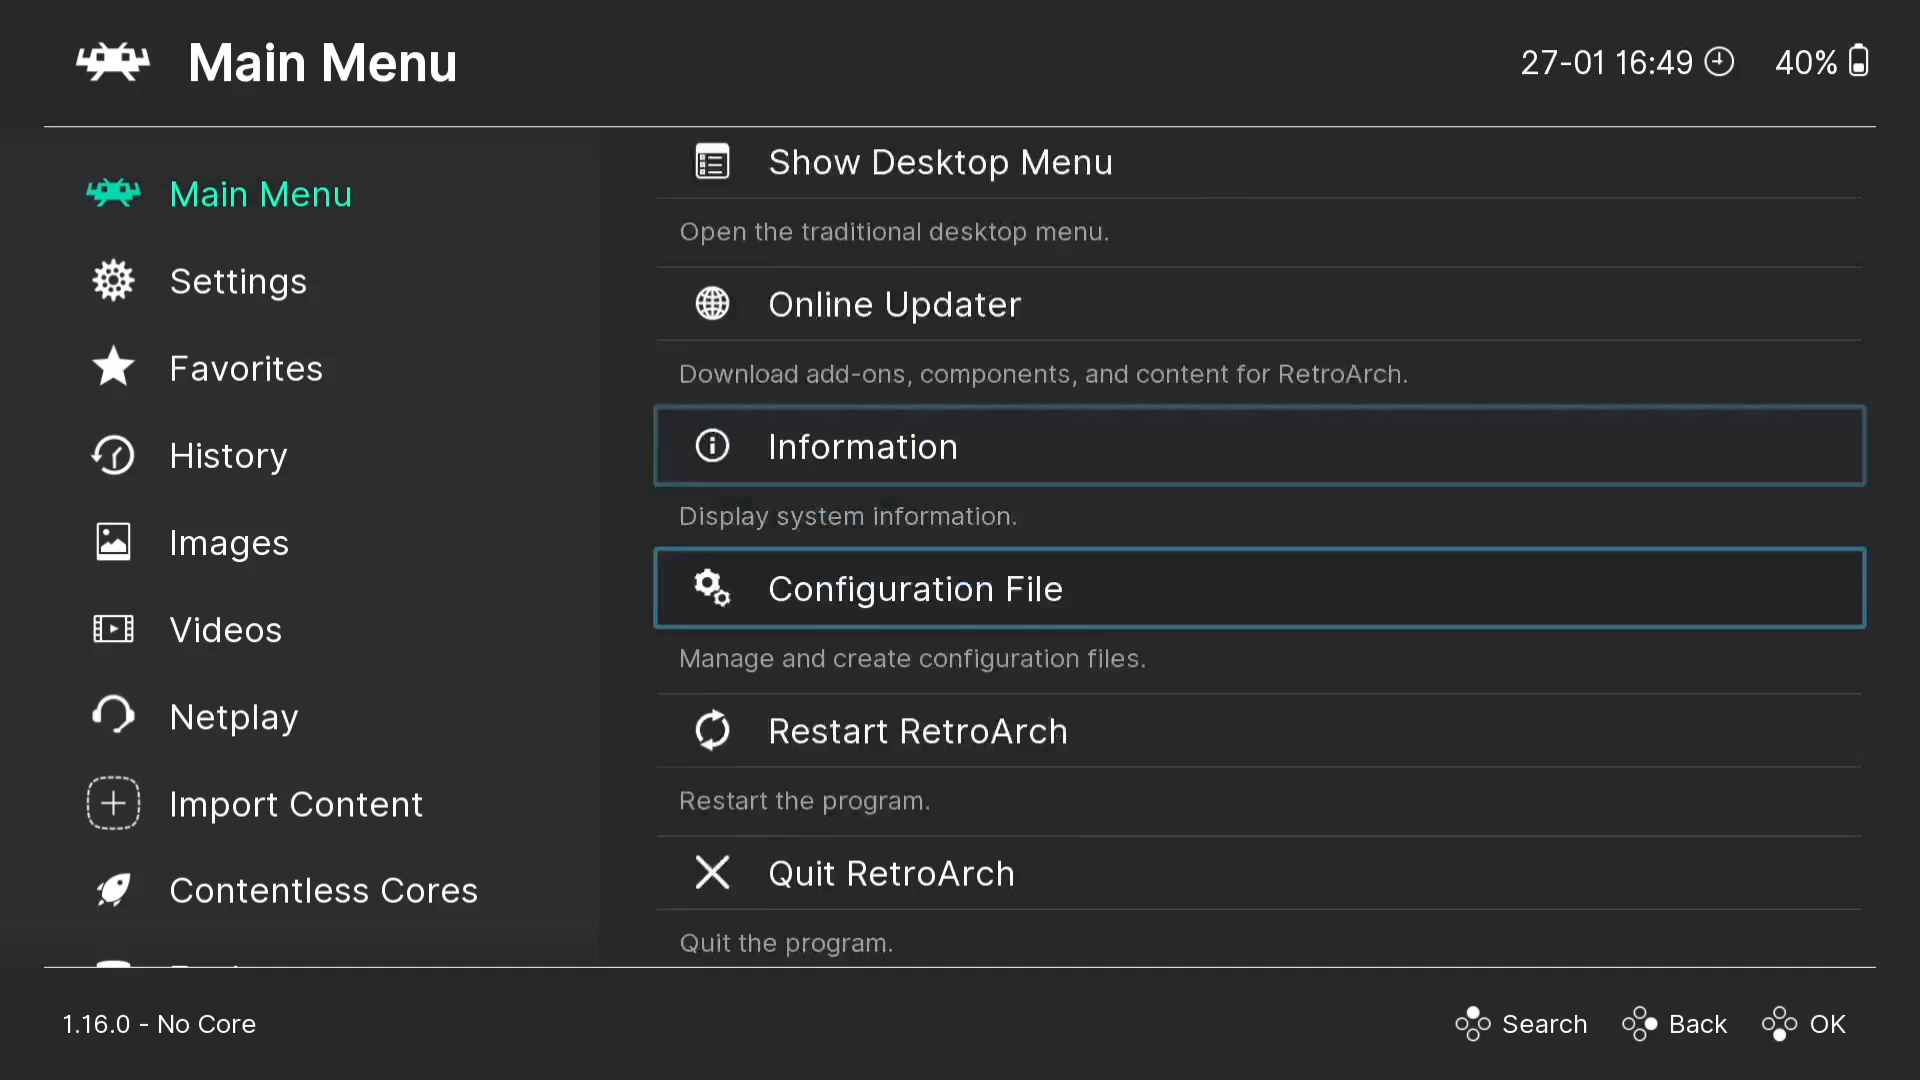 Main Menu
27-01 16:49
40%
Main Menu
Settings
Favorites
History
Images
Videos
Netplay
Import Content
Contentless Cores
Show Desktop Menu
Open the traditional desktop menu.
Online Updater
Download add-ons, components, and content for RetroArch.
Information
Display system information.
Configuration File
Manage and create configuration files.
Restart RetroArch
Restart the program.
Quit RetroArch
Quit the program.
1.16.0 - No Core
Search
Back
OK